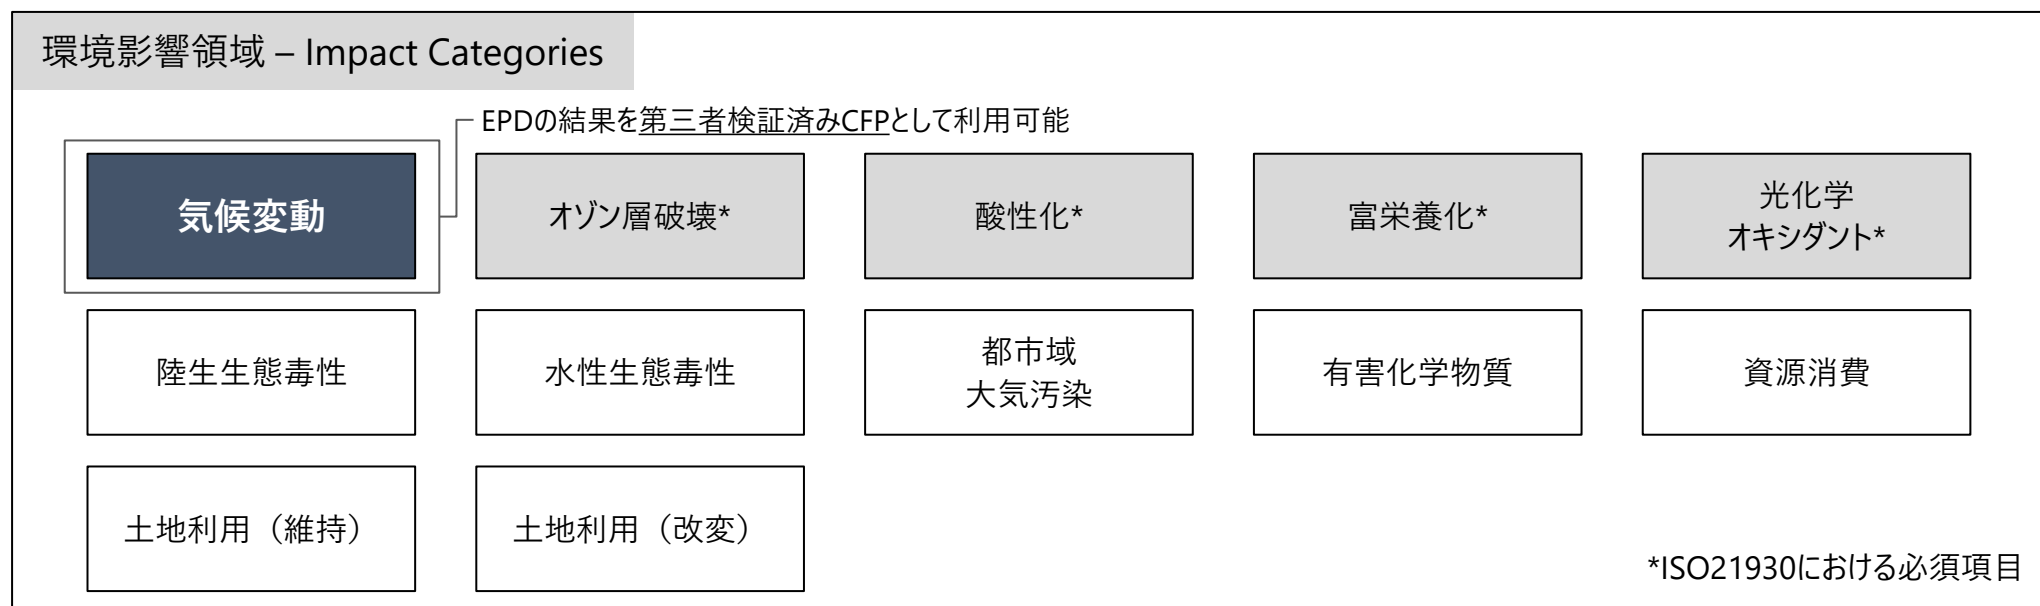 環境影響領域 – Impact Categories
EPDの結果を第三者検証済みCFPとして利用可能
気候変動
オゾン層破壊*
酸性化*
富栄養化*
光化学
オキシダント*
陸生生態毒性
水性生態毒性
都市域
大気汚染
有害化学物質
資源消費
土地利用（維持）
土地利用（改変）
*ISO21930における必須項目